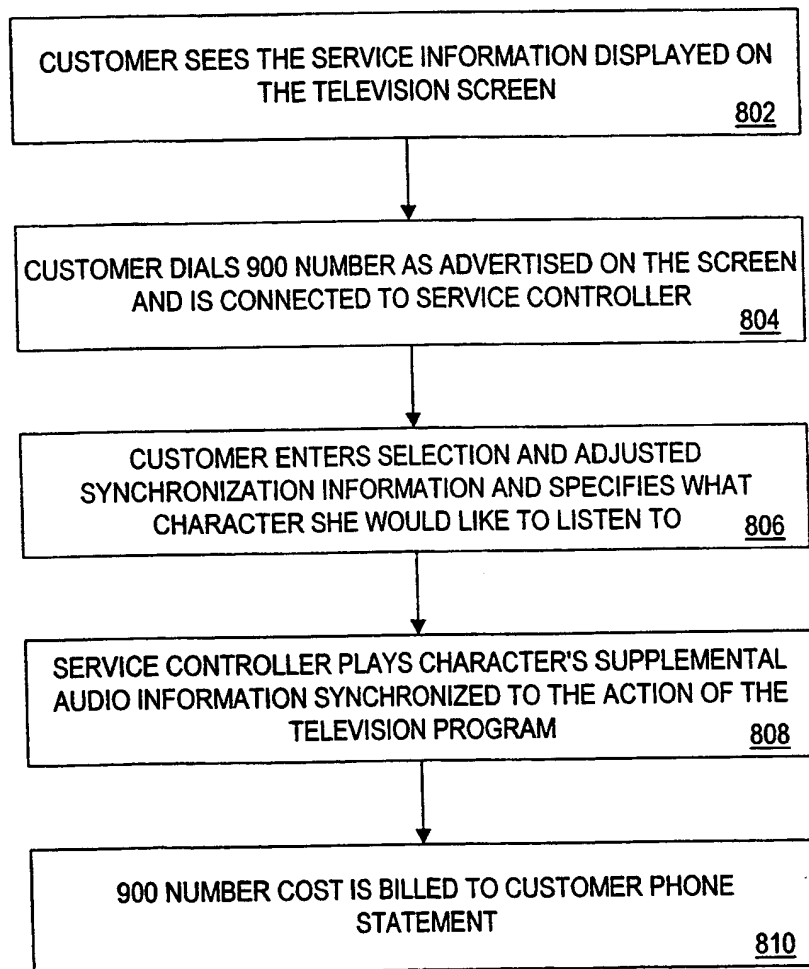 CUSTOMER SEES THE SERVICE INFORMATION DISPLAYED ON
THE TELEVISION SCREEN
802
CUSTOMER DIALS 900 NUMBER AS ADVERTISED ON THE SCREEN
AND IS CONNECTED TO SERVICE CONTROLLER
804
CUSTOMER ENTERS SELECTION AND ADJUSTED
SYNCHRONIZATION INFORMATION AND SPECIFIES WHAT
CHARACTER SHE WOULD LIKE TO LISTEN TO
806
SERVICE CONTROLLER PLAYS CHARACTER'S SUPPLEMENTAL
AUDIO INFORMATION SYNCHRONIZED TO THE ACTION OF THE
TELEVISION PROGRAM
808
900 NUMBER COST IS BILLED TO CUSTOMER PHONE
STATEMENT
810